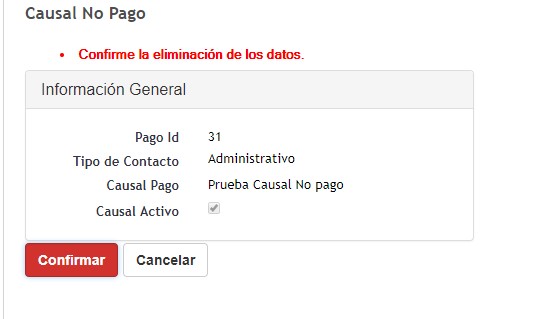 Causal No Pago
Confirme la eliminación de los datos.
Información General
Pago Id 31
Tipo de Contacto Administrativo
Causal Pago Prueba Causal No pago
Causal Activo
Confirmar Cancelar